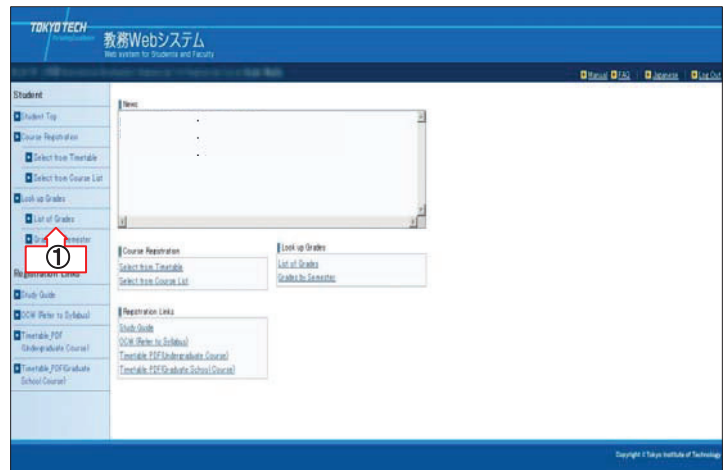 TOKYO TECH
Pursuing Excellence
教務Webシステム
Web system for Students and Faculty
Manual
FAQ
Japanese
Log Out
Student
Student Top
Course Registration
Select from Timetable
Select from Course List
Look up Grades
List of Grades
①
Registration Links
Study Guide
OCW (Refer to Syllabus)
Timetable_PDF
(Undergraduate Course)
Timetable_PDF(Graduate
School Course)
News
Course Registration
Select from Timetable
Select from Course List
Look up Grades
List of Grades
Grades by Semester
Registration Links
Study Guide
OCW (Refer to Syllabus)
Timetable_PDF(Undergraduate Course)
Timetable_PDF(Graduate School Course)
Copyright © Tokyo Institute of Technology